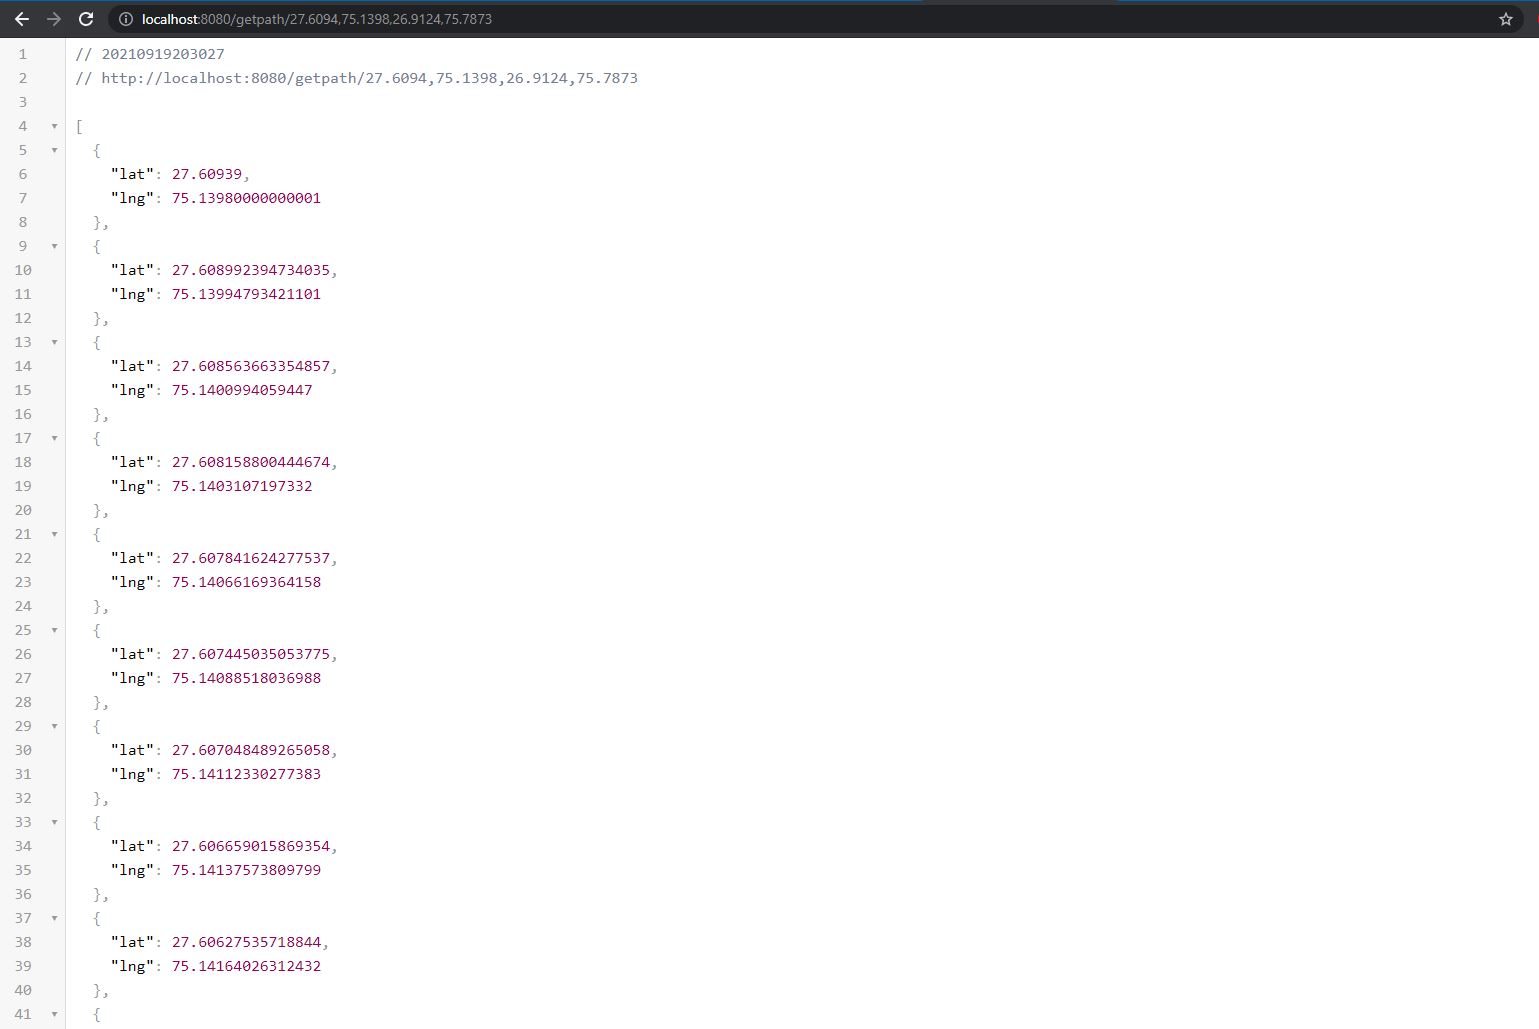 localhost:8080/getpath/27.6094,75.1398,26.9124,75.7873
1 // 20210919203027
2 // http://localhost:8080/getpath/27.6094,75.1398,26.9124,75.7873
3
4 [
5 {
6 "lat": 27.60939,
7 "lng": 75.13980000000001
8 },
9 {
10 "lat": 27.608992394734035,
11 "lng": 75.13994793421101
12 },
13 {
14 "lat": 27.608563663354857,
15 "lng": 75.1400994059447
16 },
17 {
18 "lat": 27.608158800444674,
19 "lng": 75.1403107197332
20 },
21 {
22 "lat": 27.607841624277537,
23 "lng": 75.14066169364158
24 },
25 {
26 "lat": 27.607445035053775,
27 "lng": 75.14088518036988
28 },
29 {
30 "lat": 27.607048489265058,
31 "lng": 75.14112330277383
32 },
33 {
34 "lat": 27.606659015869354,
35 "lng": 75.14137573809799
36 },
37 {
38 "lat": 27.60627535718844,
39 "lng": 75.14164026312432
40 },
41 {